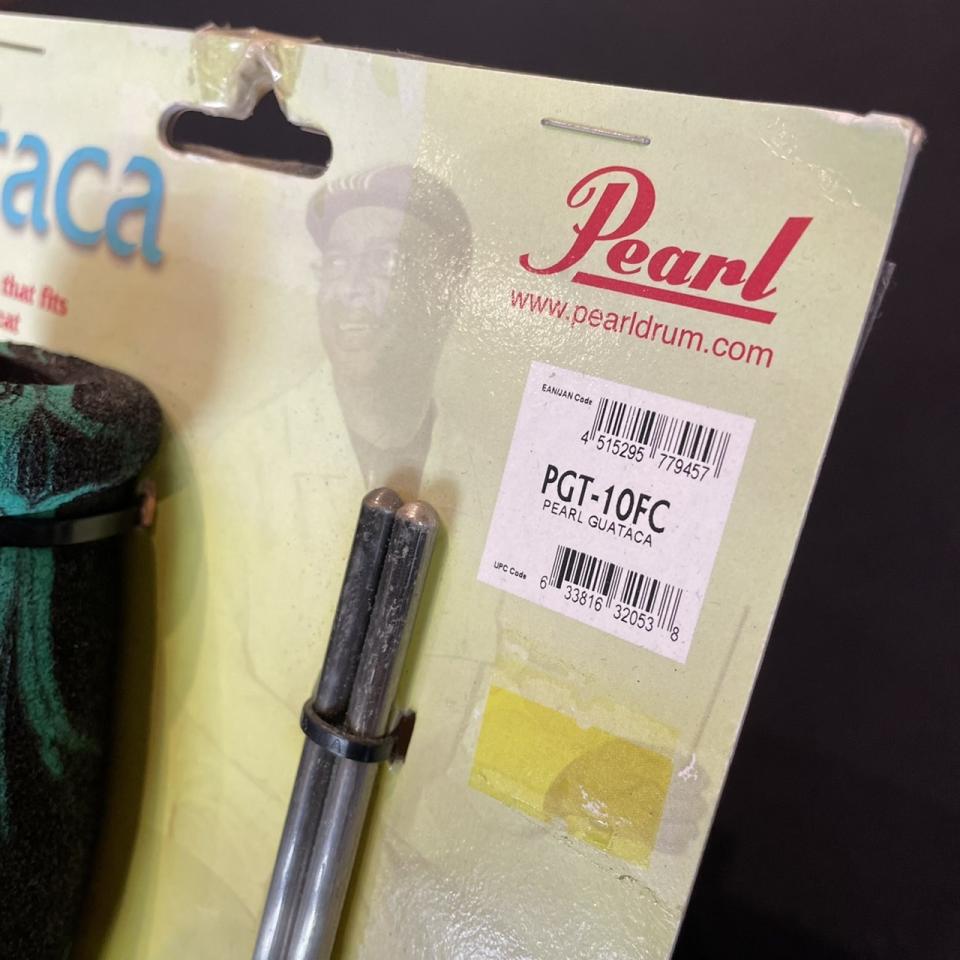 taca
that fits
eat
Pearl
www.pearldrum.com
EAN/JAN Code
4 515295 779457
PGT-10FC
PEARL GUATACA
UPC Code
6 33816 32053 8